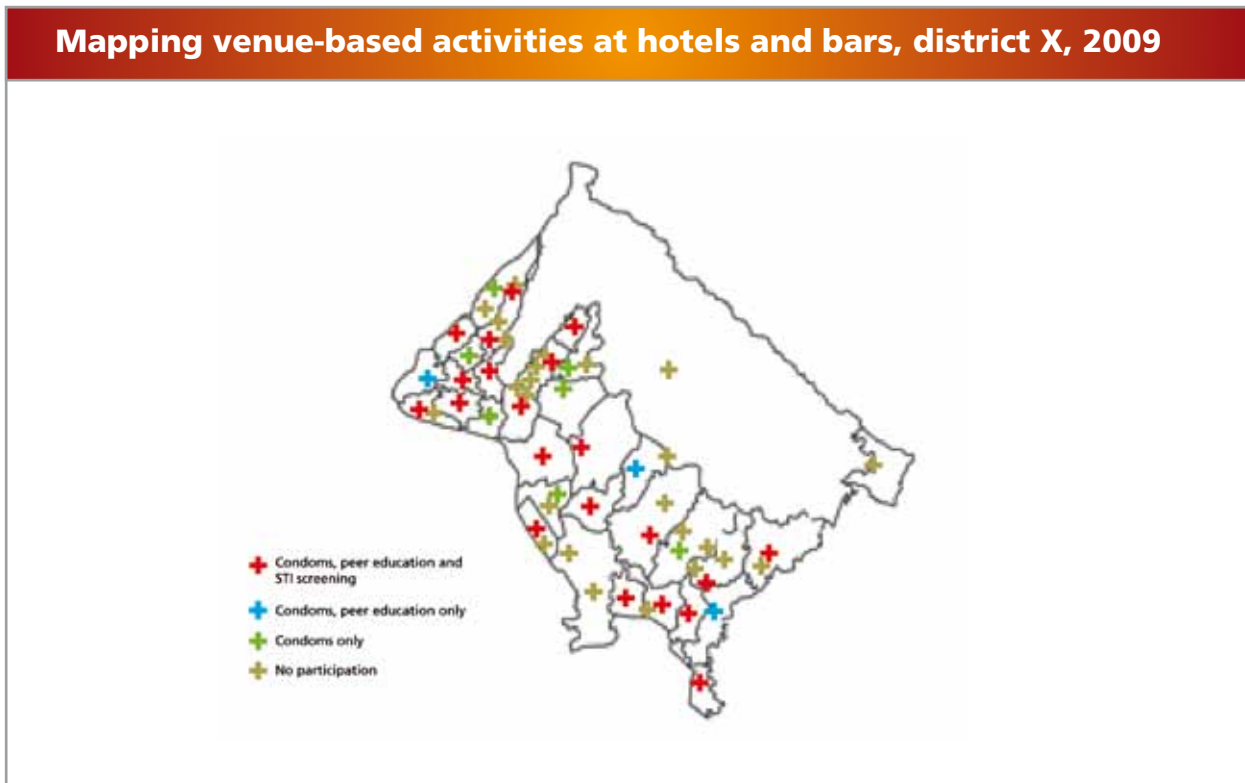 Mapping venue-based activities at hotels and bars, district X, 2009
Condoms, peer education and
STI screening
Condoms, peer education only
Condoms only
No participation